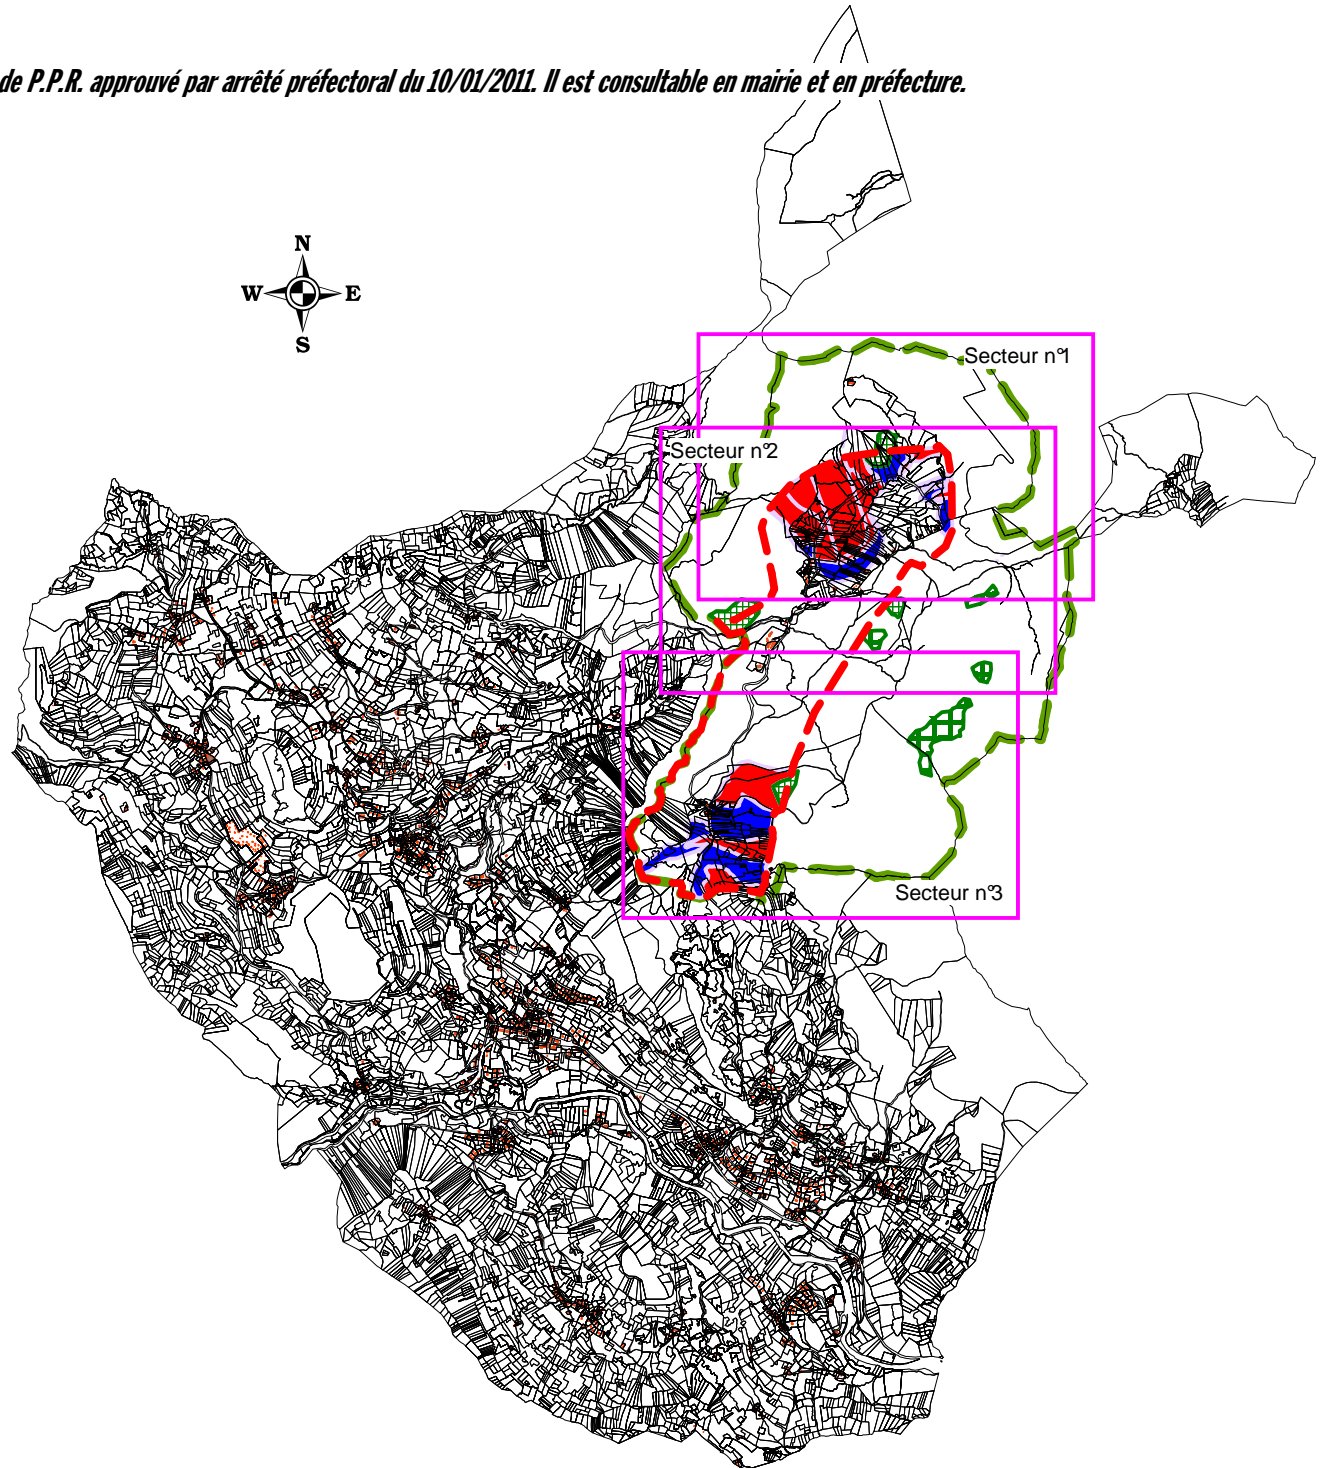 de P.P.R. approuvé par arrêté préfectoral du 10/01/2011. Il est consultable en mairie et en préfecture.
N
W E
S
Secteur n°1
Secteur n°2
Secteur n°3